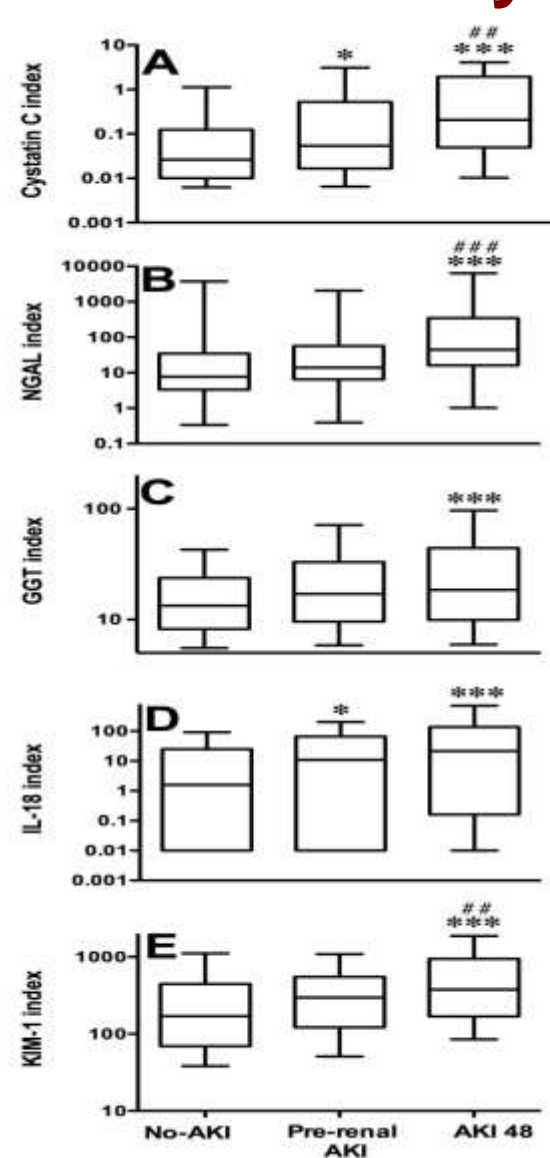 A
##
*
***
Cystatin C index
10
1
0.1
0.01
0.001
B
###
***
NGAL index
10000
1000
100
10
1
0.1
C
***
GGT index
100
10
D
*
***
IL-18 index
100
10
1
0.1
0.01
0.001
E
##
***
KIM-1 index
1000
100
10
No-AKI
Pre-renal
AKI
AKI 48